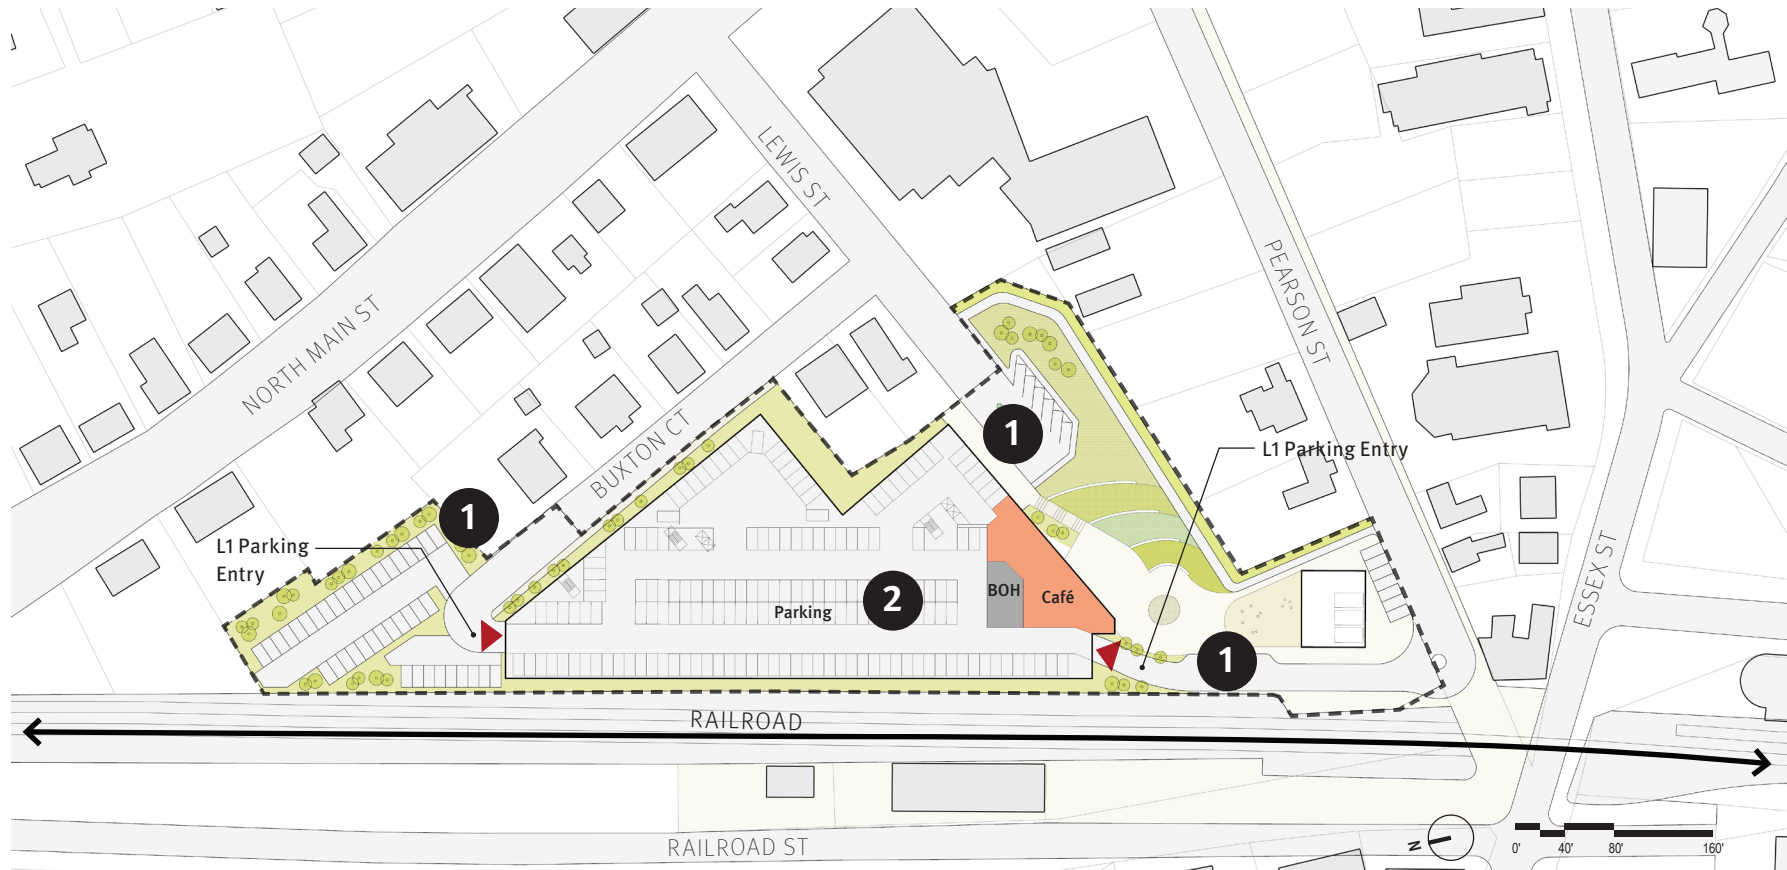 LEWIS ST
PEARSON ST
NORTH MAIN ST
BUXTON CT
1
L1 Parking Entry
1
L1 Parking
Entry
ESSEX ST
BOH
Café
2
Parking
1
RAILROAD
RAILROAD ST
N
0' 40' 80' 160'